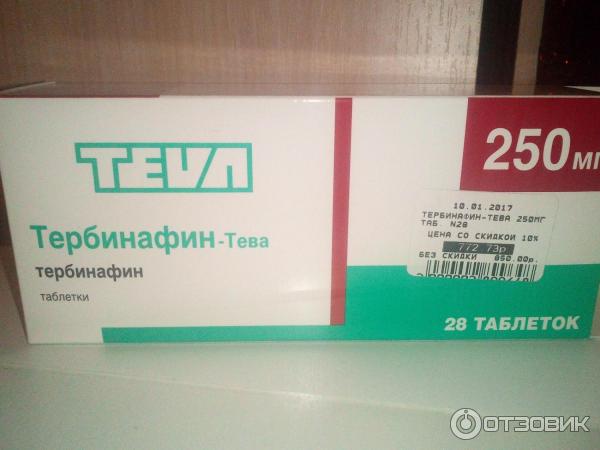 TEVA
250 мг
Тербинафин-Тева
тербинафин
таблетки
10.01.2017
ТЕРБИНАФИН-ТЕВА 250МГ
ТАБ. N28
ЦЕНА СО СКИДКОЙ 10%
772 73р
БЕЗ СКИДКИ 850.00р.
28 ТАБЛЕТОК
ОТЗОВИК